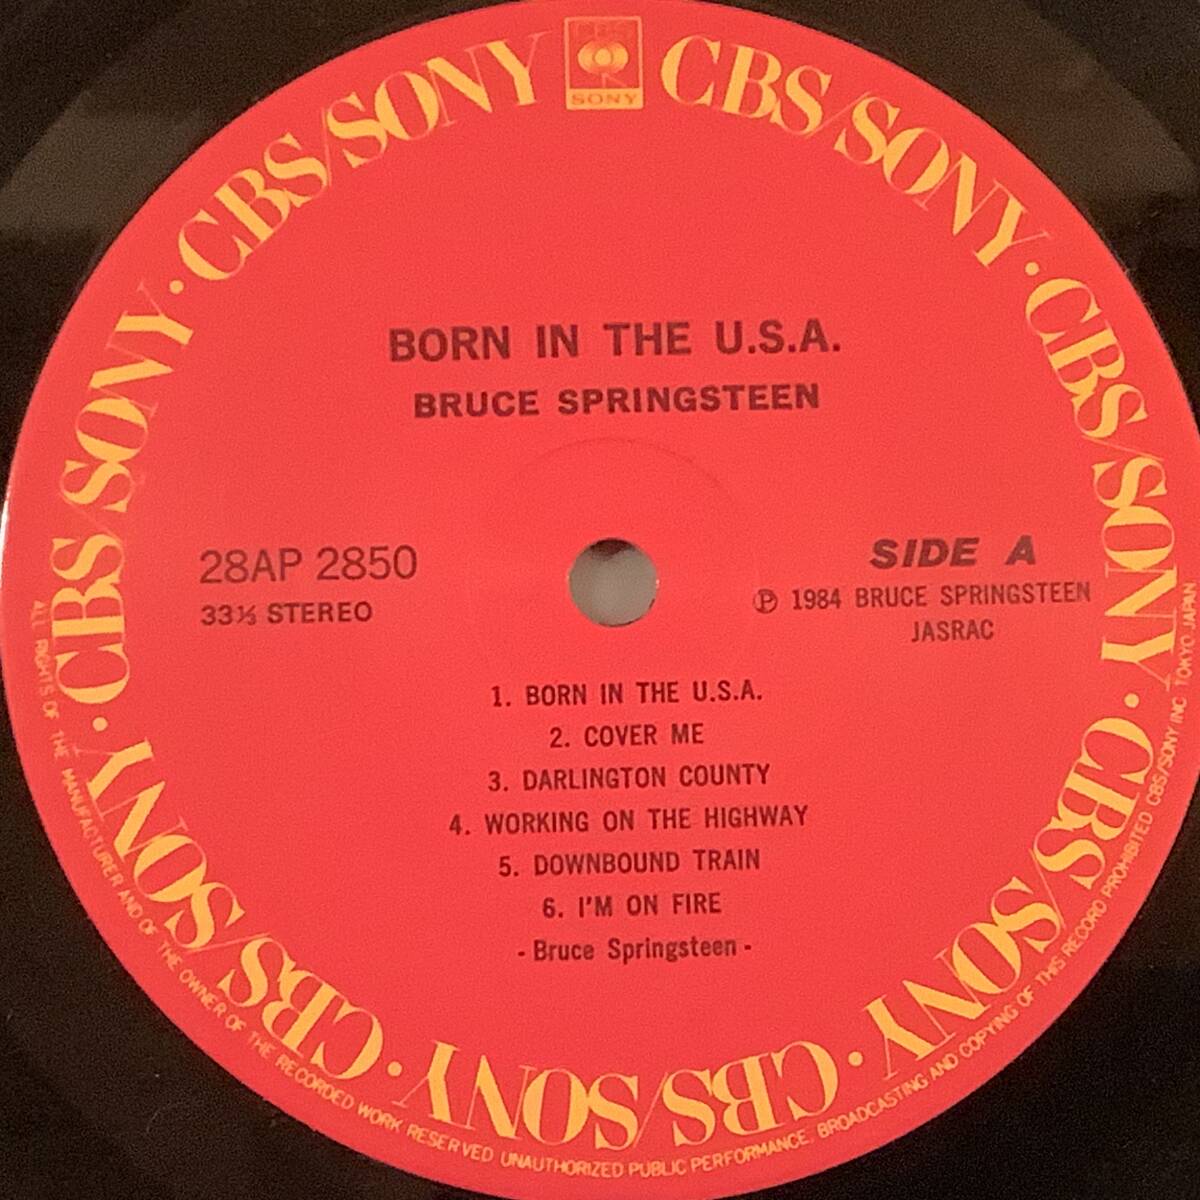 CBS
SONY
CBS/SONY · CBS/SONY · CBS/SONY · CBS/SONY · CBS/SONY · CBS/SONY · CBS/SONY
BORN IN THE U.S.A.
BRUCE SPRINGSTEEN
28AP 2850
33⅓ STEREO
SIDE A
Ⓟ 1984 BRUCE SPRINGSTEEN
JASRAC
1. BORN IN THE U.S.A.
2. COVER ME
3. DARLINGTON COUNTY
4. WORKING ON THE HIGHWAY
5. DOWNBOUND TRAIN
6. I'M ON FIRE
- Bruce Springsteen -
ALL RIGHTS OF THE MANUFACTURER AND OF THE OWNER OF THE RECORDED WORK RESERVED UNAUTHORIZED PUBLIC PERFORMANCE, BROADCASTING AND COPYING OF THIS RECORD PROHIBITED CBS/SONY INC. TOKYO JAPAN